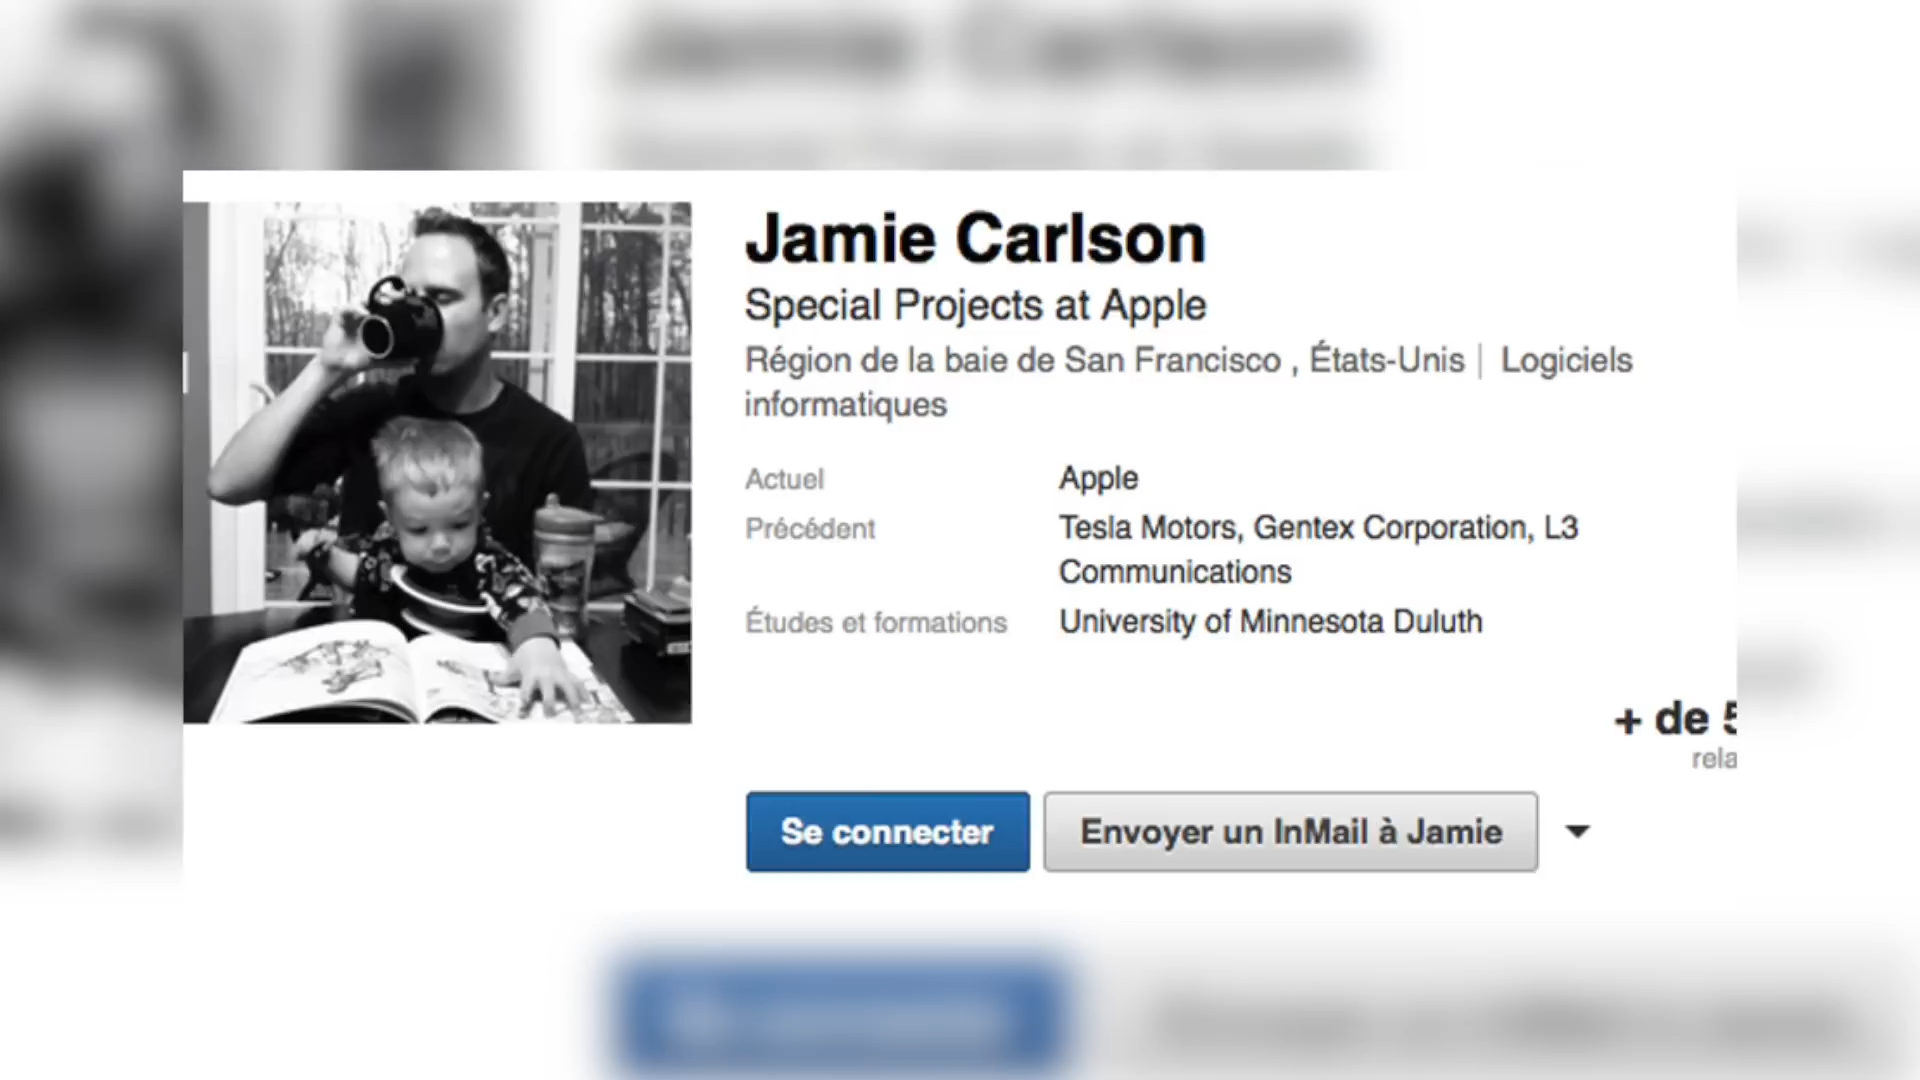 Jamie Carlson
Special Projects at Apple
Région de la baie de San Francisco , États-Unis | Logiciels
informatiques
Actuel Apple
Précédent Tesla Motors, Gentex Corporation, L3
Communications
Études et formations University of Minnesota Duluth
+ de 5
rela
Se connecter Envoyer un InMail à Jamie